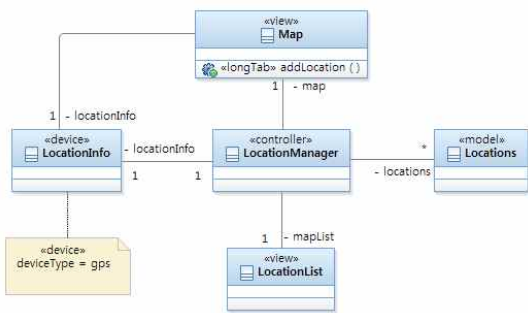 «view»
Map
«longTab» addLocation ( )
1 - map
1 - locationInfo
«device»
LocationInfo
- locationInfo
1 1
«controller»
LocationManager
*
- locations
«model»
Locations
«device»
deviceType = gps
1 - mapList
«view»
LocationList